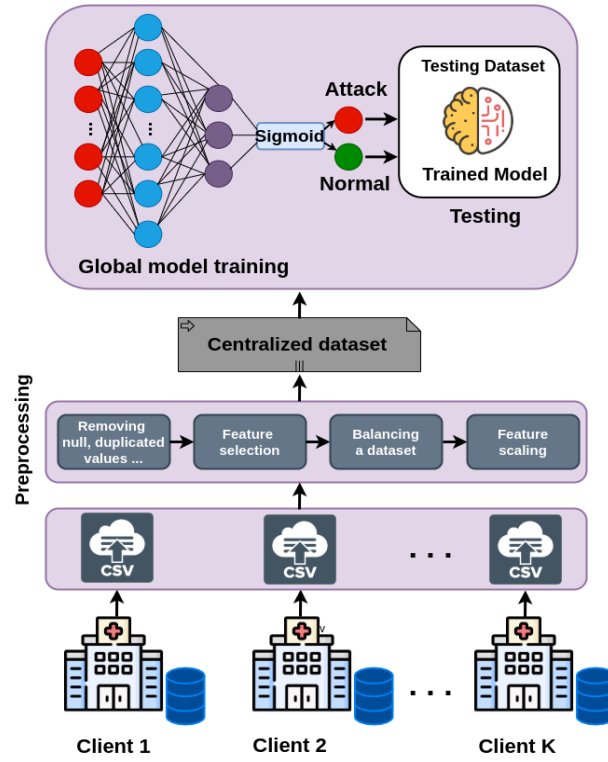 Attack
Testing Dataset
Sigmoid
Normal
Trained Model
Testing
Global model training
Centralized dataset
Preprocessing
Removing
null, duplicated
values ...
Feature
selection
Balancing
a dataset
Feature
scaling
CSV
CSV
. . .
CSV
v
. . .
Client 1
Client 2
Client K